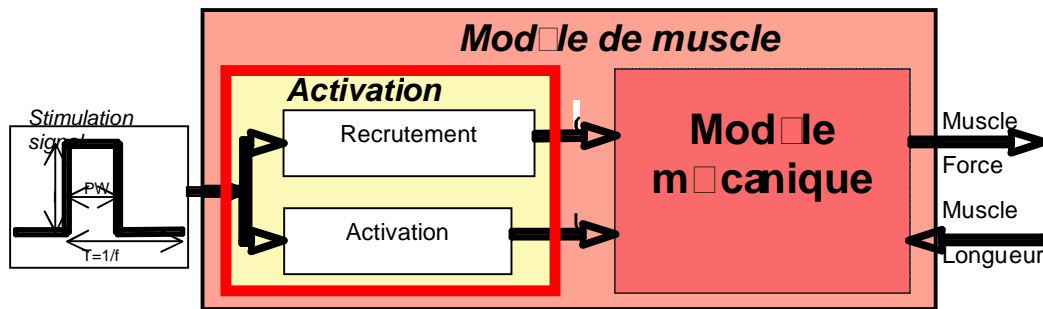 Mod□le de muscle
Activation
Stimulation
signal
PW
T=1/f
Recrutement
Activation
Mod□le
m□canique
Muscle
Force
Muscle
Longueur